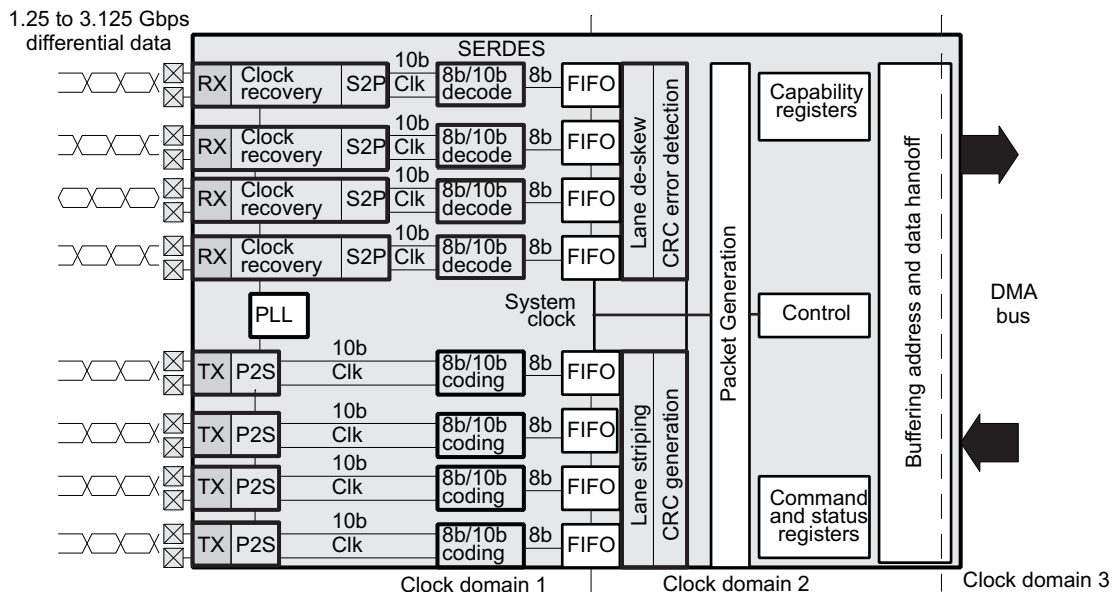 1.25 to 3.125 Gbps
differential data
SERDES
RX
Clock
recovery
S2P
10b
Clk
8b/10b
decode
8b
FIFO
RX
Clock
recovery
S2P
10b
Clk
8b/10b
decode
8b
FIFO
RX
Clock
recovery
S2P
10b
Clk
8b/10b
decode
8b
FIFO
RX
Clock
recovery
S2P
10b
Clk
8b/10b
decode
8b
FIFO
Lane de-skew
CRC error detection
PLL
System
clock
TX
P2S
10b
Clk
8b/10b
coding
8b
FIFO
TX
P2S
10b
Clk
8b/10b
coding
8b
FIFO
TX
P2S
10b
Clk
8b/10b
coding
8b
FIFO
TX
P2S
10b
Clk
8b/10b
coding
8b
FIFO
Lane striping
CRC generation
Packet Generation
Capability
registers
Control
Command
and status
registers
Buffering address and data handoff
DMA
bus
Clock domain 1
Clock domain 2
Clock domain 3